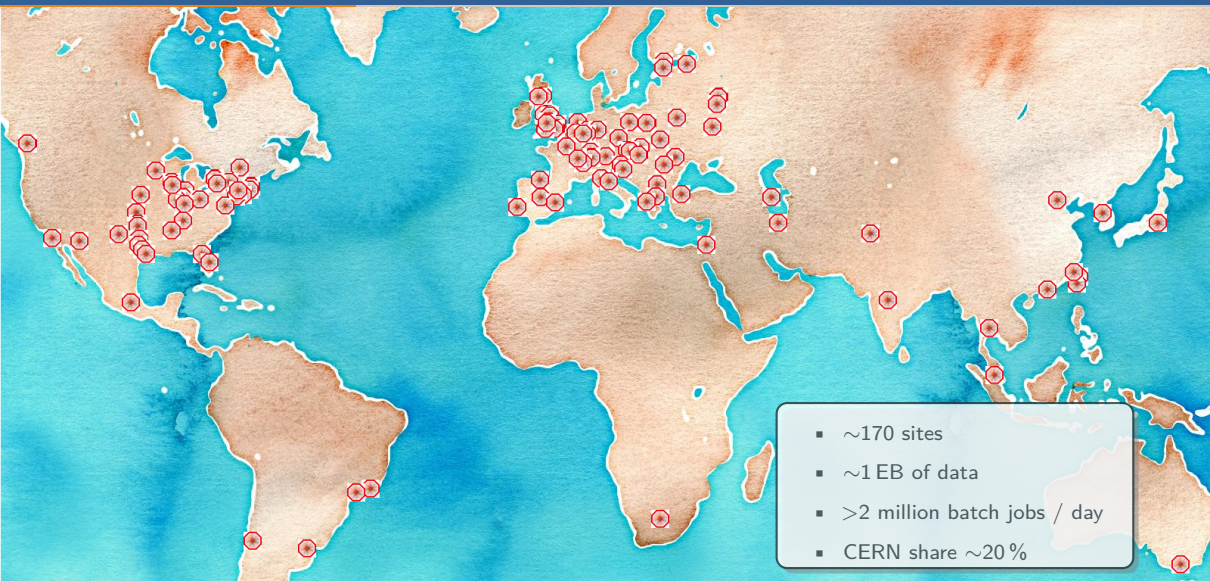 ~170 sites
~1 EB of data
>2 million batch jobs / day
CERN share ~20 %